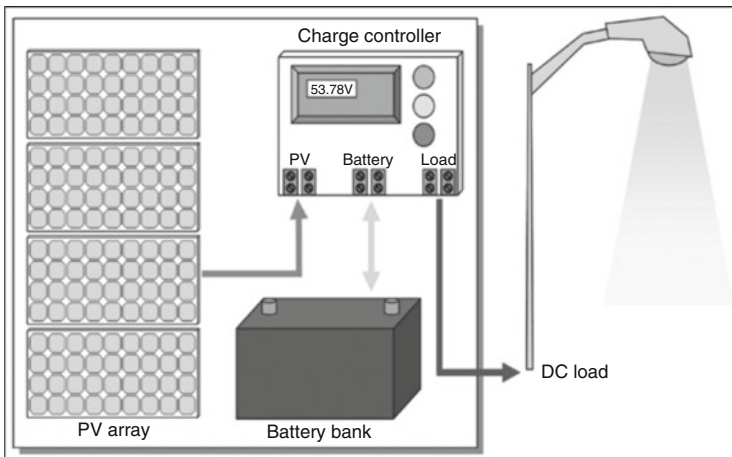 Charge controller
53.78V
PV Battery Load
DC load
PV array
Battery bank